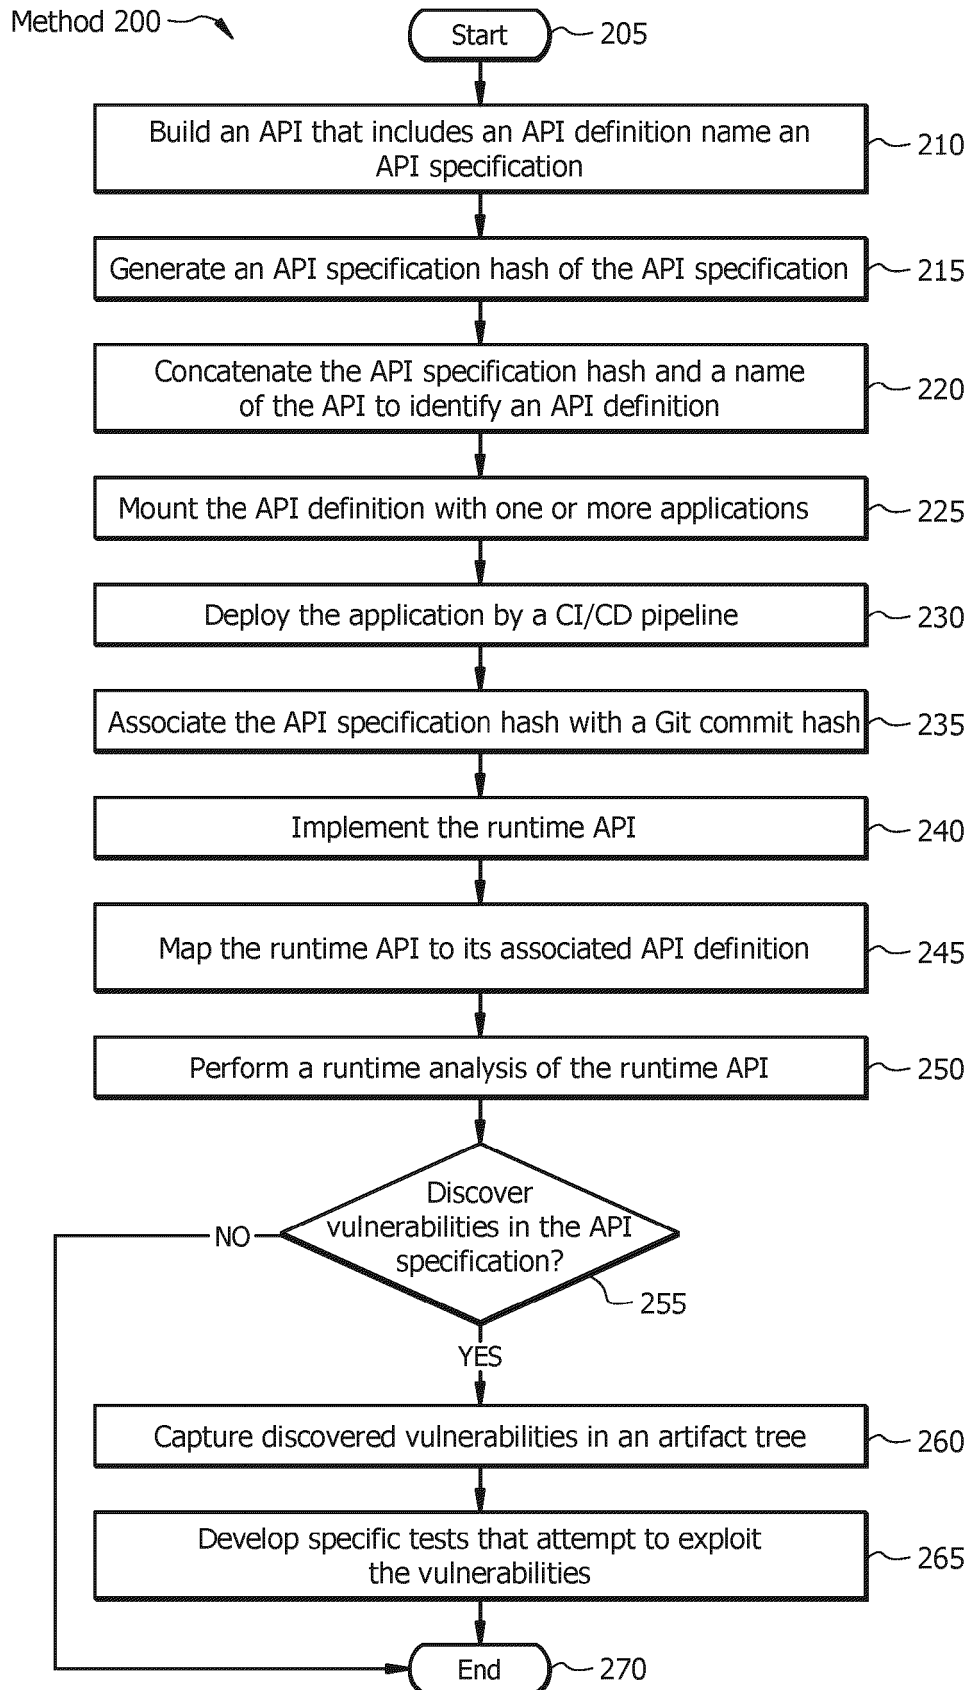 Method 200
Start
205
Build an API that includes an API definition name an
API specification
210
Generate an API specification hash of the API specification
215
Concatenate the API specification hash and a name
of the API to identify an API definition
220
Mount the API definition with one or more applications
225
Deploy the application by a CI/CD pipeline
230
Associate the API specification hash with a Git commit hash
235
Implement the runtime API
240
Map the runtime API to its associated API definition
245
Perform a runtime analysis of the runtime API
250
Discover
vulnerabilities in the API
specification?
255
NO
YES
Capture discovered vulnerabilities in an artifact tree
260
Develop specific tests that attempt to exploit
the vulnerabilities
265
End
270